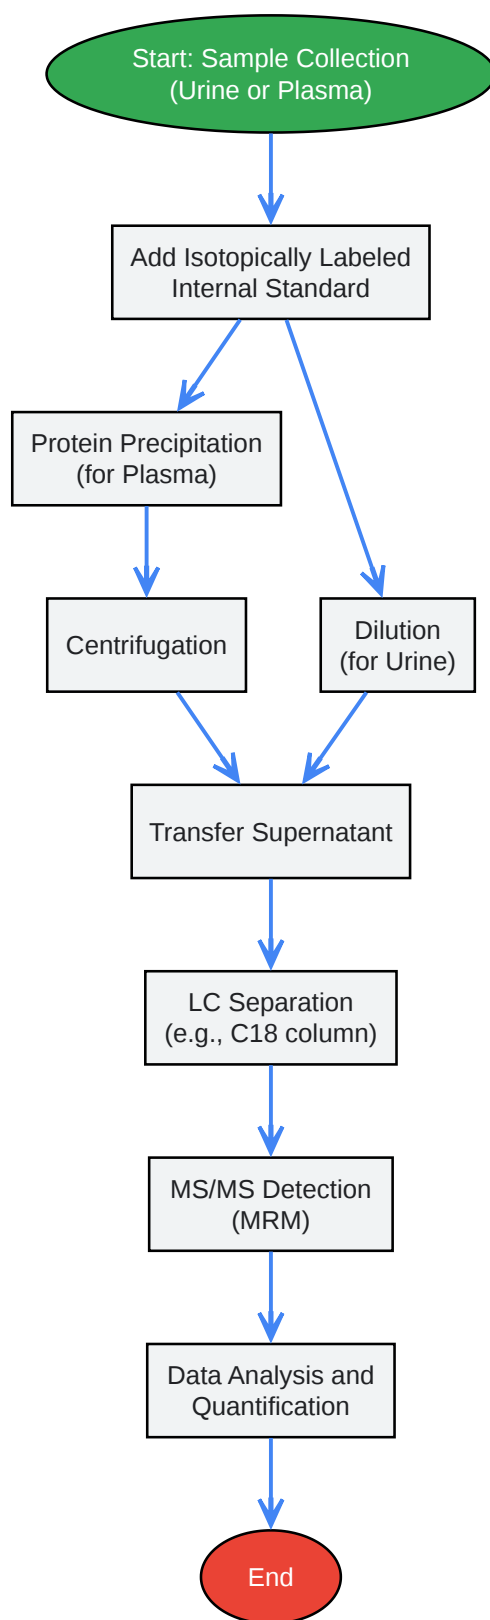 Start: Sample Collection
(Urine or Plasma)
Add Isotopically Labeled
Internal Standard
Protein Precipitation
(for Plasma)
Centrifugation
Dilution
(for Urine)
Transfer Supernatant
LC Separation
(e.g., C18 column)
MS/MS Detection
(MRM)
Data Analysis and
Quantification
End